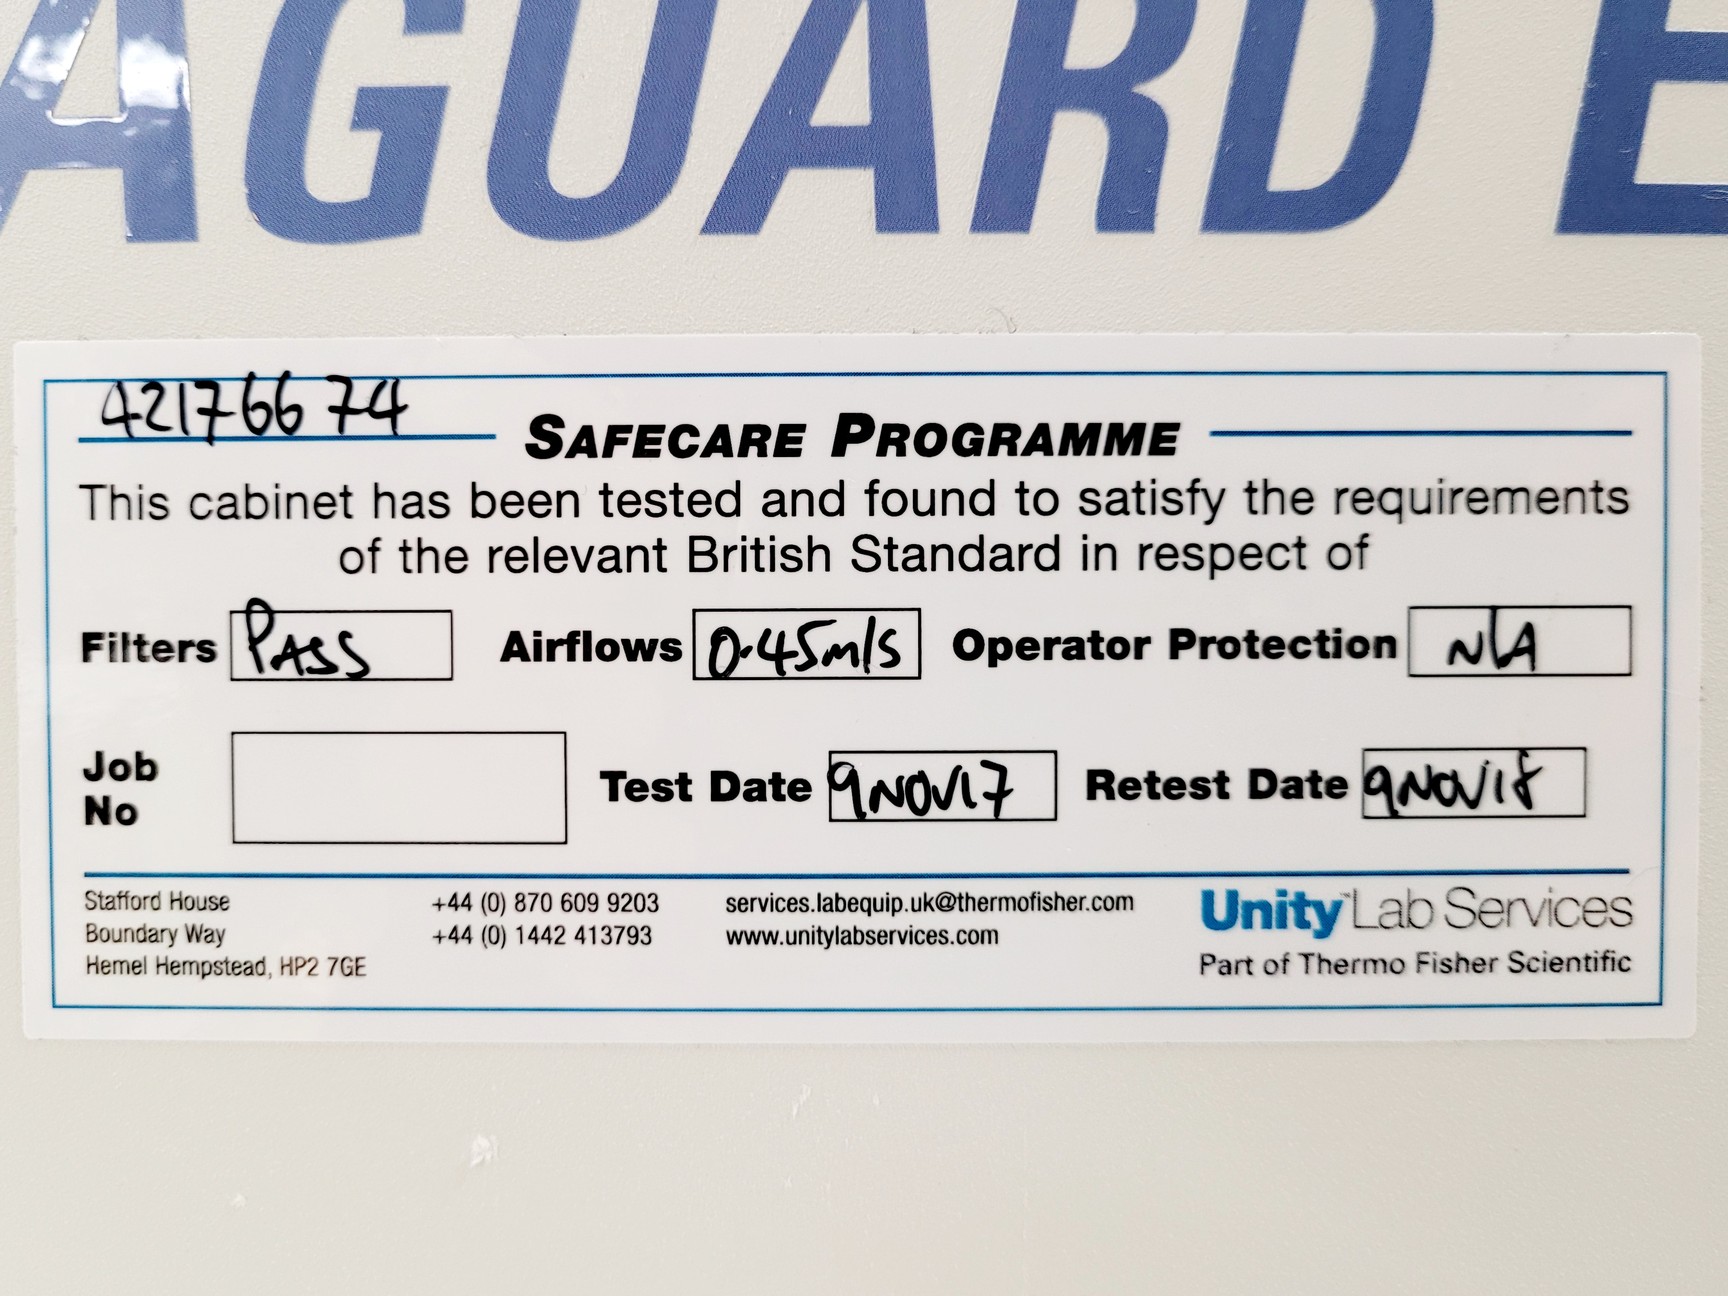 AGUARD E
42176674
SAFECARE PROGRAMME
This cabinet has been tested and found to satisfy the requirements
of the relevant British Standard in respect of
Filters PASS Airflows 0.45m/s Operator Protection N/A
Job No Test Date 9NOV17 Retest Date 9NOV18
Stafford House +44 (0) 870 609 9203 services.labequip.uk@thermofisher.com Unity™ Lab Services
Boundary Way +44 (0) 1442 413793 www.unitylabservices.com
Hemel Hempstead, HP2 7GE Part of Thermo Fisher Scientific